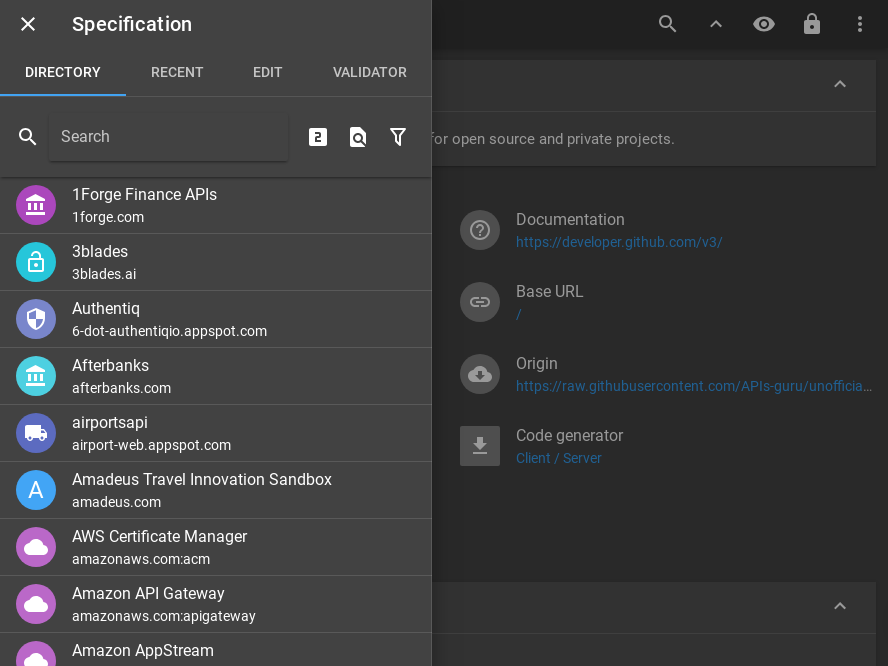 Specification
DIRECTORY
RECENT
EDIT
VALIDATOR
Search
2
1Forge Finance APIs
1forge.com
3blades
3blades.ai
Authentiq
6-dot-authentiqio.appspot.com
Afterbanks
afterbanks.com
airportsapi
airport-web.appspot.com
A
Amadeus Travel Innovation Sandbox
amadeus.com
AWS Certificate Manager
amazonaws.com:acm
Amazon API Gateway
amazonaws.com:apigateway
Amazon AppStream
for open source and private projects.
Documentation
https://developer.github.com/v3/
Base URL
/
Origin
https://raw.githubusercontent.com/APIs-guru/unofficia...
Code generator
Client / Server